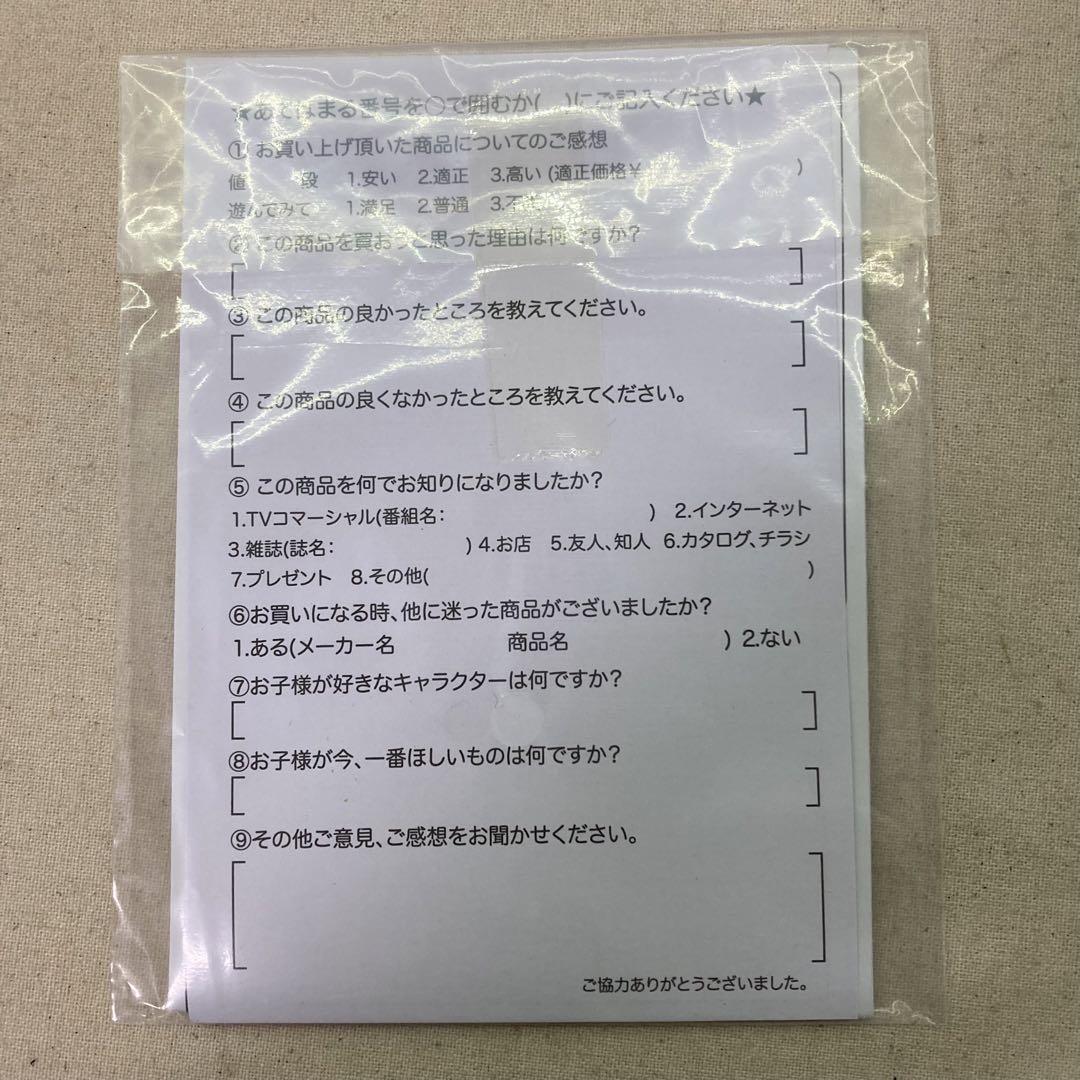 ★あてはまる番号を○で囲むか(　)にご記入ください★
① お買い上げ頂いた商品についてのご感想
値　　段　1.安い　2.適正　3.高い (適正価格¥　　　　)
遊んでみて　1.満足　2.普通　3.不
② この商品を買おうと思った理由は何ですか?
[　]
③ この商品の良かったところを教えてください。
[　]
④ この商品の良くなかったところを教えてください。
[　]
⑤ この商品を何でお知りになりましたか?
1.TVコマーシャル(番組名:　　　　)　2.インターネット
3.雑誌(誌名:　　　　) 4.お店　5.友人、知人　6.カタログ、チラシ
7.プレゼント　8.その他(　　　　)
⑥お買いになる時、他に迷った商品がございましたか?
1.ある(メーカー名　　　　商品名　　　　) 2.ない
⑦お子様が好きなキャラクターは何ですか?
[　]
⑧お子様が今、一番ほしいものは何ですか?
[　]
⑨その他ご意見、ご感想をお聞かせください。
[　]
ご協力ありがとうございました。